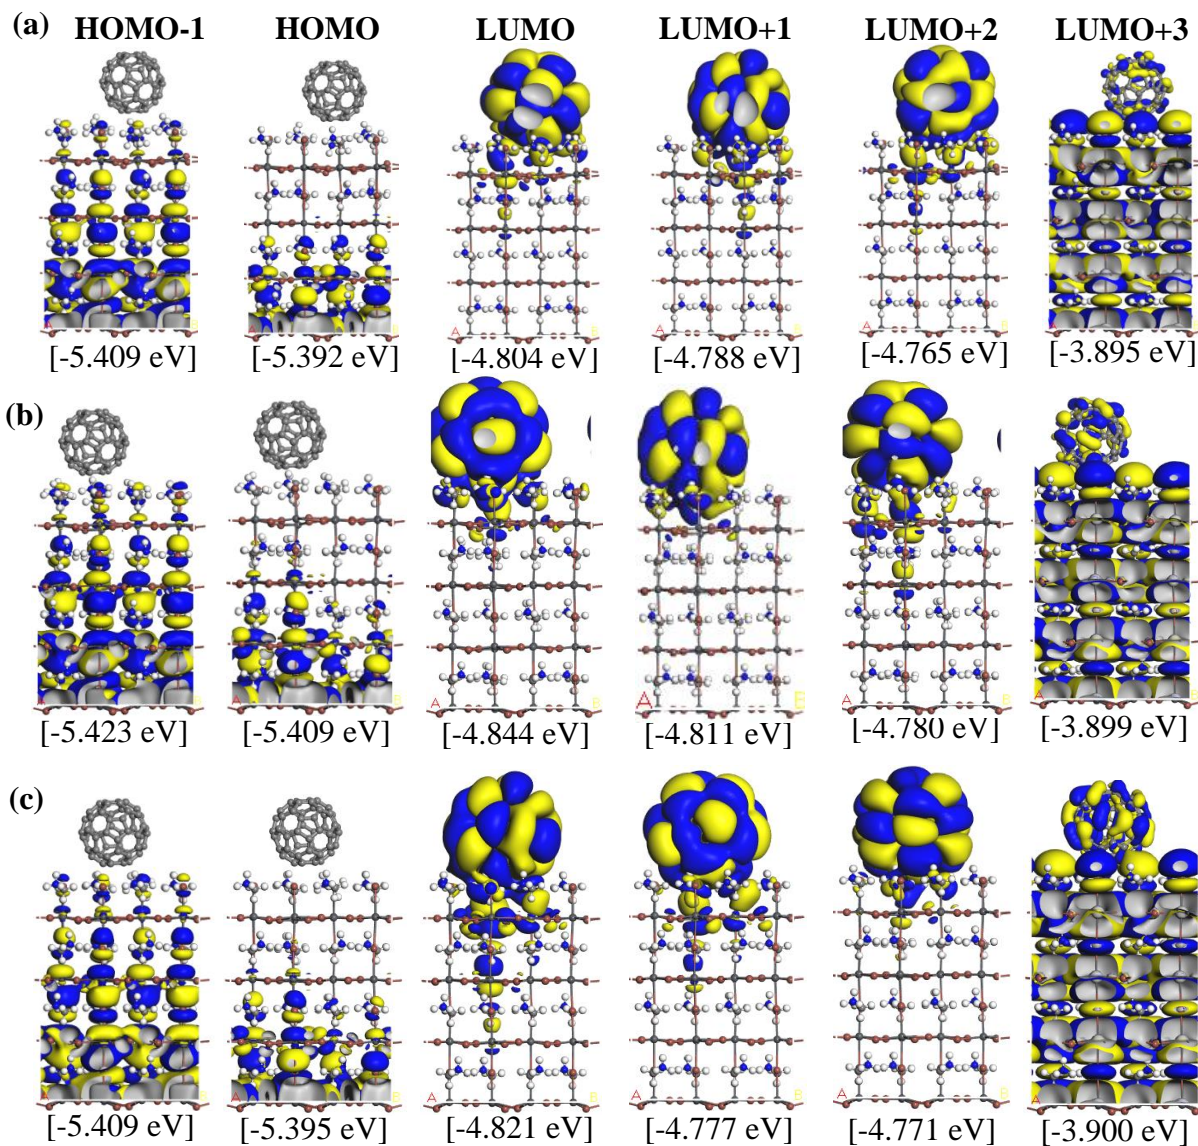 (a) HOMO-1 HOMO LUMO LUMO+1 LUMO+2 LUMO+3
A B A B A B A B A B
[-5.409 eV] [-5.392 eV] [-4.804 eV] [-4.788 eV] [-4.765 eV] [-3.895 eV]
(b)
A B A B A B A B A B
[-5.423 eV] [-5.409 eV] [-4.844 eV] [-4.811 eV] [-4.780 eV] [-3.899 eV]
(c)
A B A B A B A B A B
[-5.409 eV] [-5.395 eV] [-4.821 eV] [-4.777 eV] [-4.771 eV] [-3.900 eV]